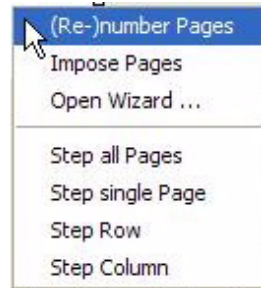 (Re-)number Pages
Impose Pages
Open Wizard ...
Step all Pages
Step single Page
Step Row
Step Column